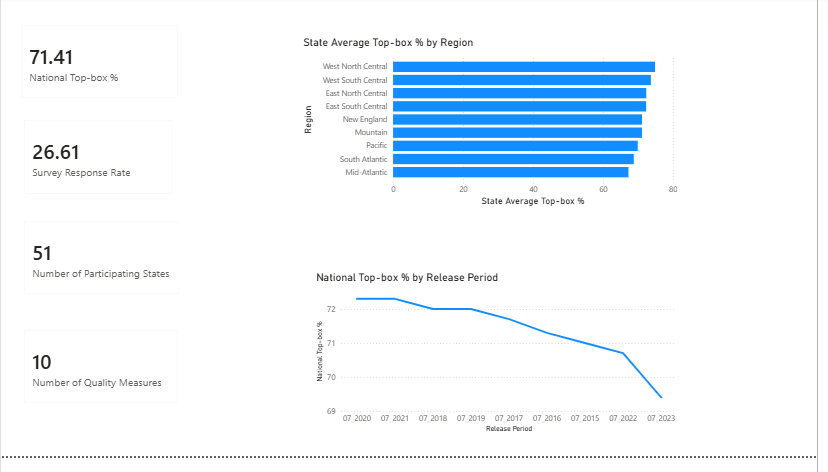 71.41
National Top-box %
26.61
Survey Response Rate
51
Number of Participating States
10
Number of Quality Measures
State Average Top-box % by Region
Region
West North Central
West South Central
East North Central
East South Central
New England
Mountain
Pacific
South Atlantic
Mid-Atlantic
0 20 40 60 80
State Average Top-box %
National Top-box % by Release Period
National Top-box %
72
71
70
69
07_2020 07_2021 07_2018 07_2019 07_2017 07_2016 07_2015 07_2022 07_2023
Release Period